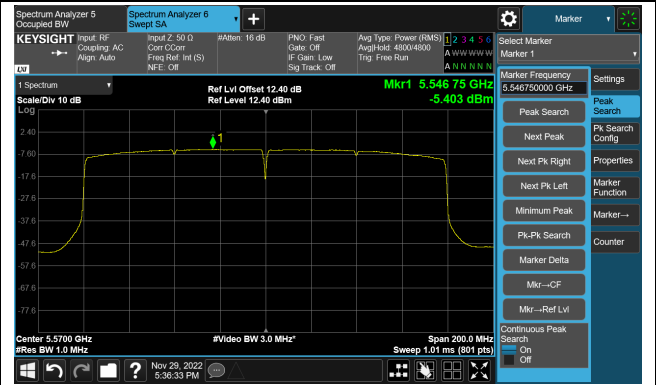 Spectrum Analyzer 5
Occupied BW
Spectrum Analyzer 6
Swept SA
Marker
KEYSIGHT
Input: RF
Coupling: AC
Align: Auto
Input Z: 50 Ω
Corr CCorr
Freq Ref: Int (S)
NFE: Off
#Atten: 16 dB
PNO: Fast
Gate: Off
IF Gain: Low
Sig Track: Off
Avg Type: Power (RMS)
Avg|Hold: 4800/4800
Trig: Free Run
1 2 3 4 5 6
A W W W W W
A N N N N N
LXI
Select Marker
Marker 1
1 Spectrum
Scale/Div 10 dB
Ref Lvl Offset 12.40 dB
Ref Level 12.40 dBm
Mkr1 5.546 75 GHz
-5.403 dBm
Log
2.40
-7.60
-17.6
-27.6
-37.6
-47.6
-57.6
-67.6
-77.6
1
Center 5.5700 GHz
#Res BW 1.0 MHz
#Video BW 3.0 MHz*
Span 200.0 MHz
Sweep 1.01 ms (801 pts)
Marker Frequency
5.546750000 GHz
Peak Search
Next Peak
Next Pk Right
Next Pk Left
Minimum Peak
Pk-Pk Search
Marker Delta
Mkr→CF
Mkr→Ref Lvl
Continuous Peak
Search
On
Off
Settings
Peak
Search
Pk Search
Config
Properties
Marker
Function
Marker→
Counter
?
Nov 29, 2022
5:36:33 PM